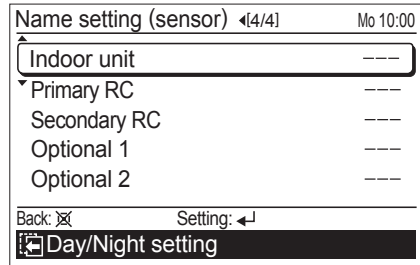 Name setting (sensor) ◀[4/4] Mo 10:00
Indoor unit −−−
Primary RC −−−
Secondary RC −−−
Optional 1 −−−
Optional 2 −−−
Back: Setting:
Day/Night setting